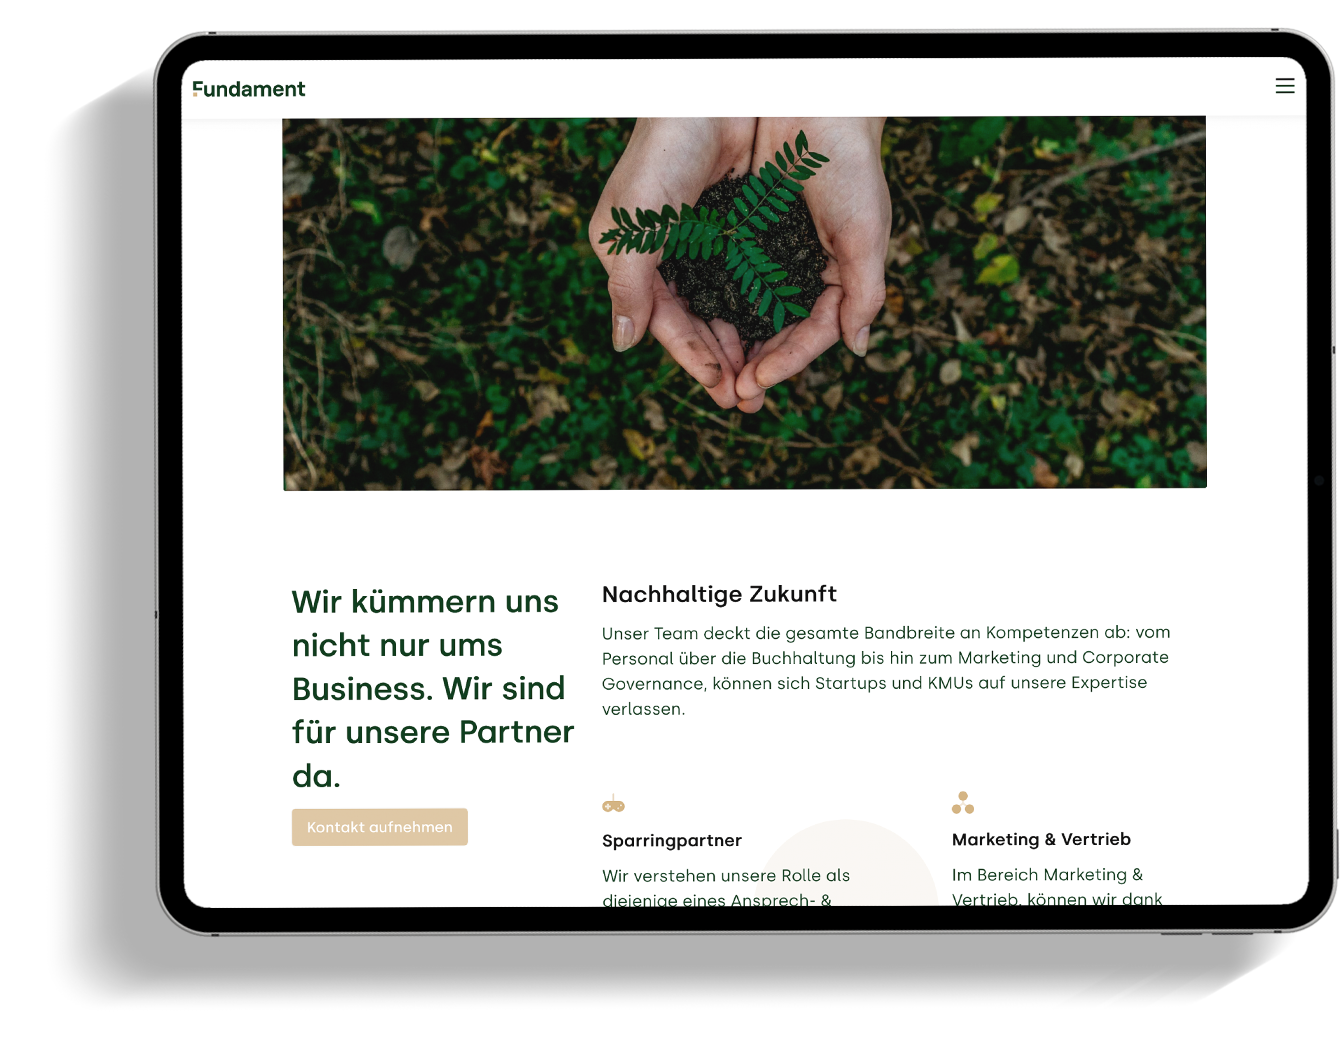 Fundament
Wir kümmern uns
nicht nur ums
Business. Wir sind
für unsere Partner
da.
Kontakt aufnehmen
Nachhaltige Zukunft
Unser Team deckt die gesamte Bandbreite an Kompetenzen ab: vom
Personal über die Buchhaltung bis hin zum Marketing und Corporate
Governance, können sich Startups und KMUs auf unsere Expertise
verlassen.
Sparringpartner
Wir verstehen unsere Rolle als
diejenige eines Ansprech- &
Marketing & Vertrieb
Im Bereich Marketing &
Vertrieb, können wir dank